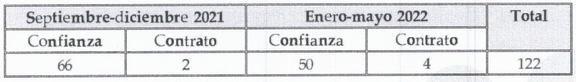 Septiembre-diciembre 2021 Enero-mayo 2022 Total
Confianza Contrato Confianza Contrato
66 2 50 4 122